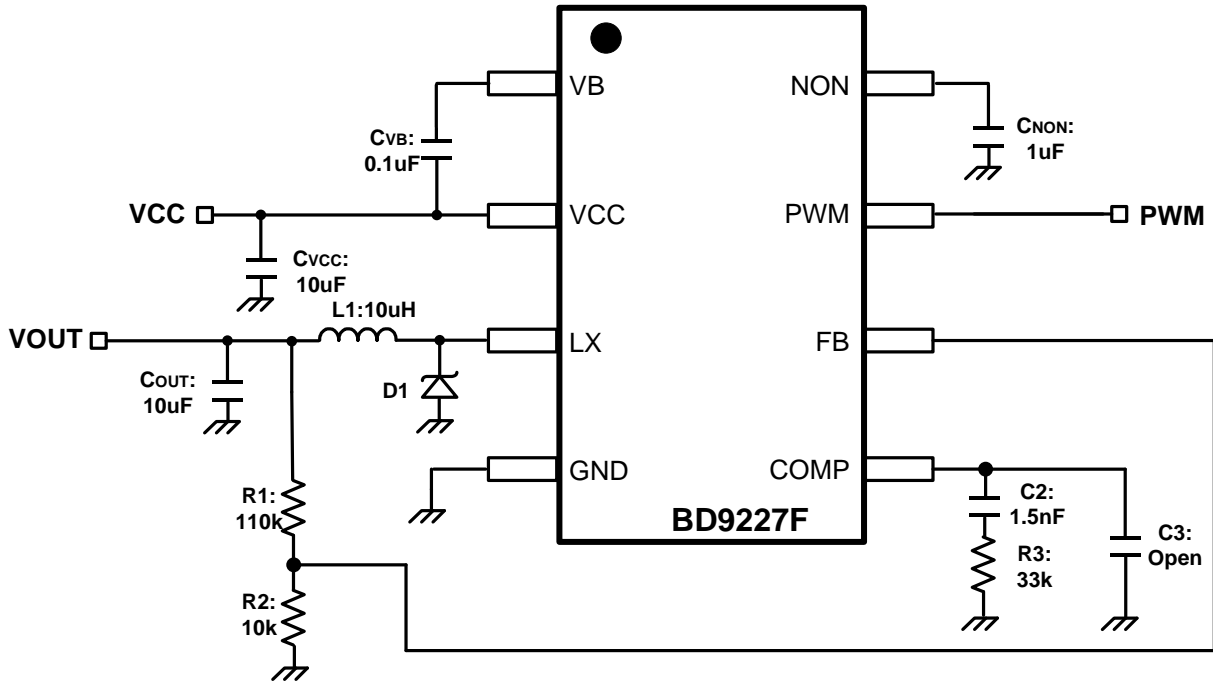 VB
NON
CVB:
0.1uF
CNON:
1uF
VCC
VCC
PWM
PWM
CVCC:
10uF
L1:10uH
VOUT
LX
FB
COUT:
10uF
D1
GND
COMP
R1:
110k
BD9227F
C2:
1.5nF
C3:
Open
R3:
33k
R2:
10k